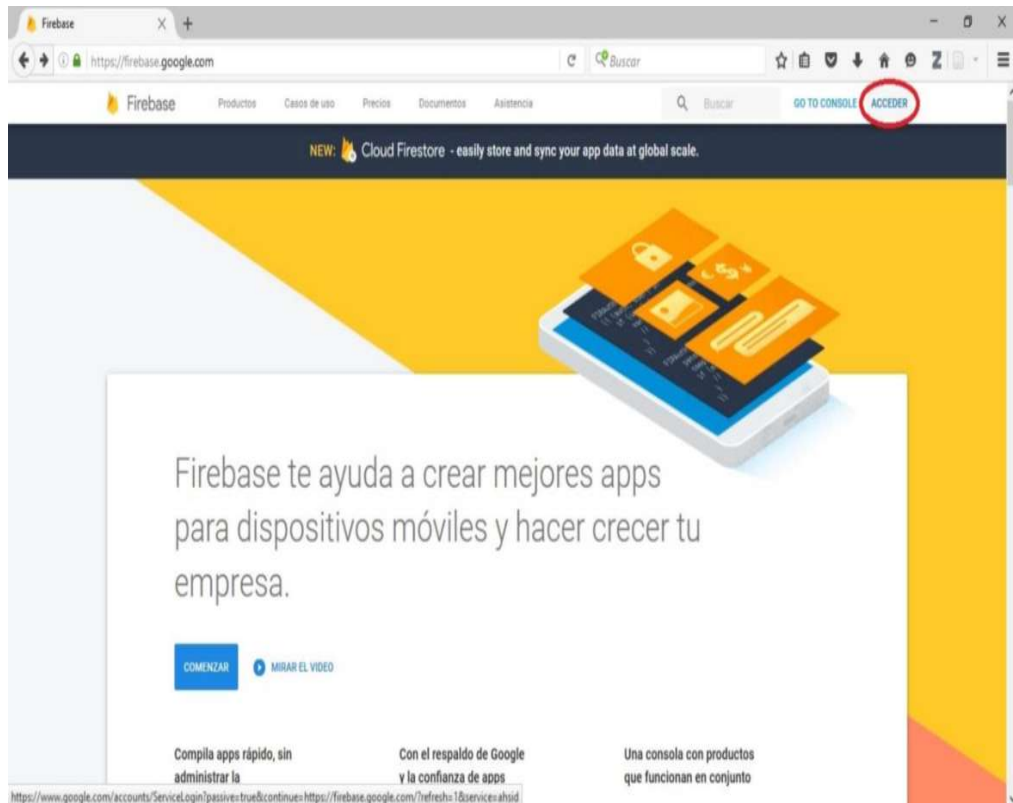 Firebase
https://firebase.google.com
Buscar
Firebase Productos Casos de uso Precios Documentos Asistencia Buscar GO TO CONSOLE ACCEDER
NEW: Cloud Firestore - easily store and sync your app data at global scale.
Firebase te ayuda a crear mejores apps
para dispositivos móviles y hacer crecer tu
empresa.
COMENZAR MIRAR EL VIDEO
Compila apps rápido, sin
administrar la
Con el respaldo de Google
y la confianza de apps
Una consola con productos
que funcionan en conjunto
https://www.google.com/accounts/ServiceLogin?passive=true&continue=https://firebase.google.com/?refresh=1&service=ahsid